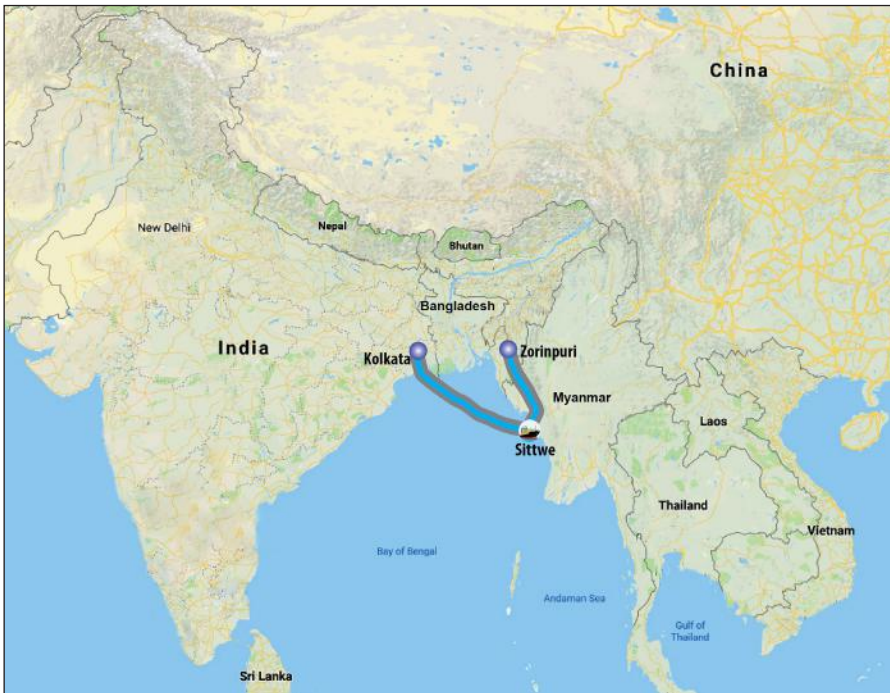 China
New Delhi
Nepal
Bhutan
Bangladesh
India
Kolkata
Zorinpuri
Myanmar
Laos
Sittwe
Thailand
Vietnam
Bay of Bengal
Andaman Sea
Gulf of
Thailand
Sri Lanka